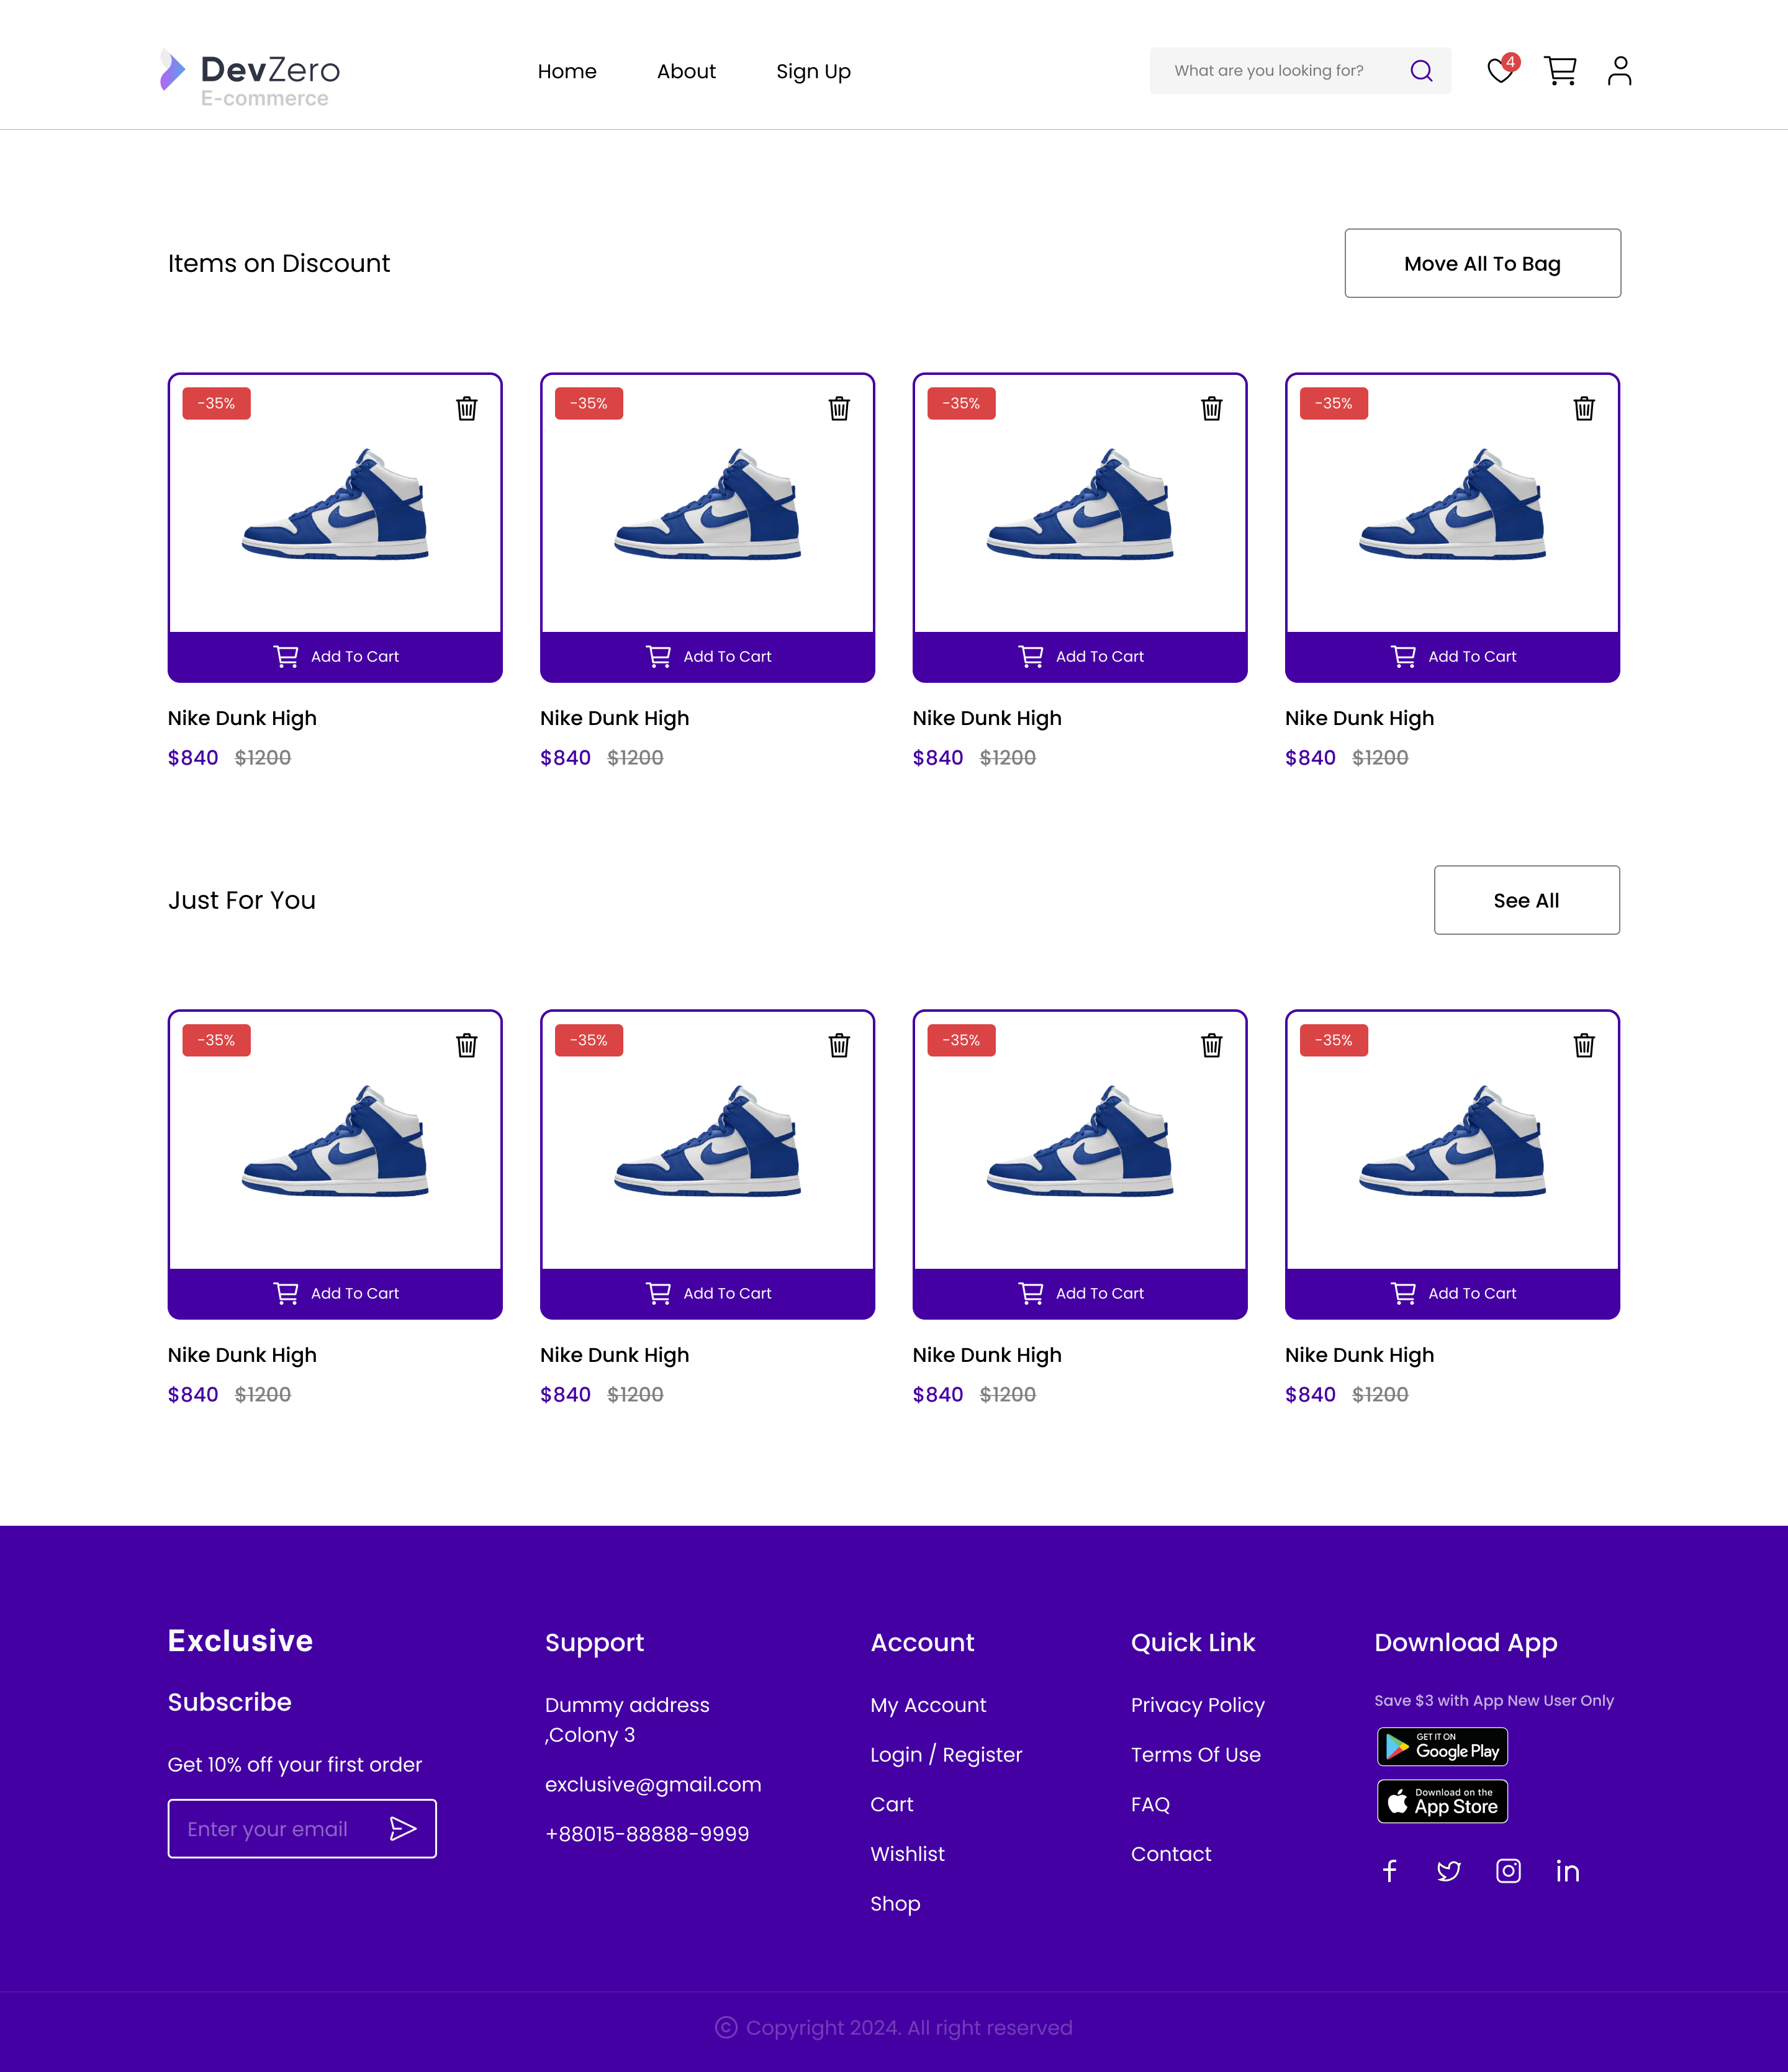 DevZero
E-commerce
Home About Sign Up
What are you looking for?
4
Items on Discount
Move All To Bag
-35% -35% -35% -35%
Add To Cart Add To Cart Add To Cart Add To Cart
Nike Dunk High Nike Dunk High Nike Dunk High Nike Dunk High
$840 $1200 $840 $1200 $840 $1200 $840 $1200
Just For You
See All
-35% -35% -35% -35%
Add To Cart Add To Cart Add To Cart Add To Cart
Nike Dunk High Nike Dunk High Nike Dunk High Nike Dunk High
$840 $1200 $840 $1200 $840 $1200 $840 $1200
Exclusive
Subscribe
Get 10% off your first order
Enter your email
Support
Dummy address
,Colony 3
exclusive@gmail.com
+88015-88888-9999
Account
My Account
Login / Register
Cart
Wishlist
Shop
Quick Link
Privacy Policy
Terms Of Use
FAQ
Contact
Download App
Save $3 with App New User Only
GET IT ON
Google Play
Download on the
App Store
© Copyright 2024. All right reserved